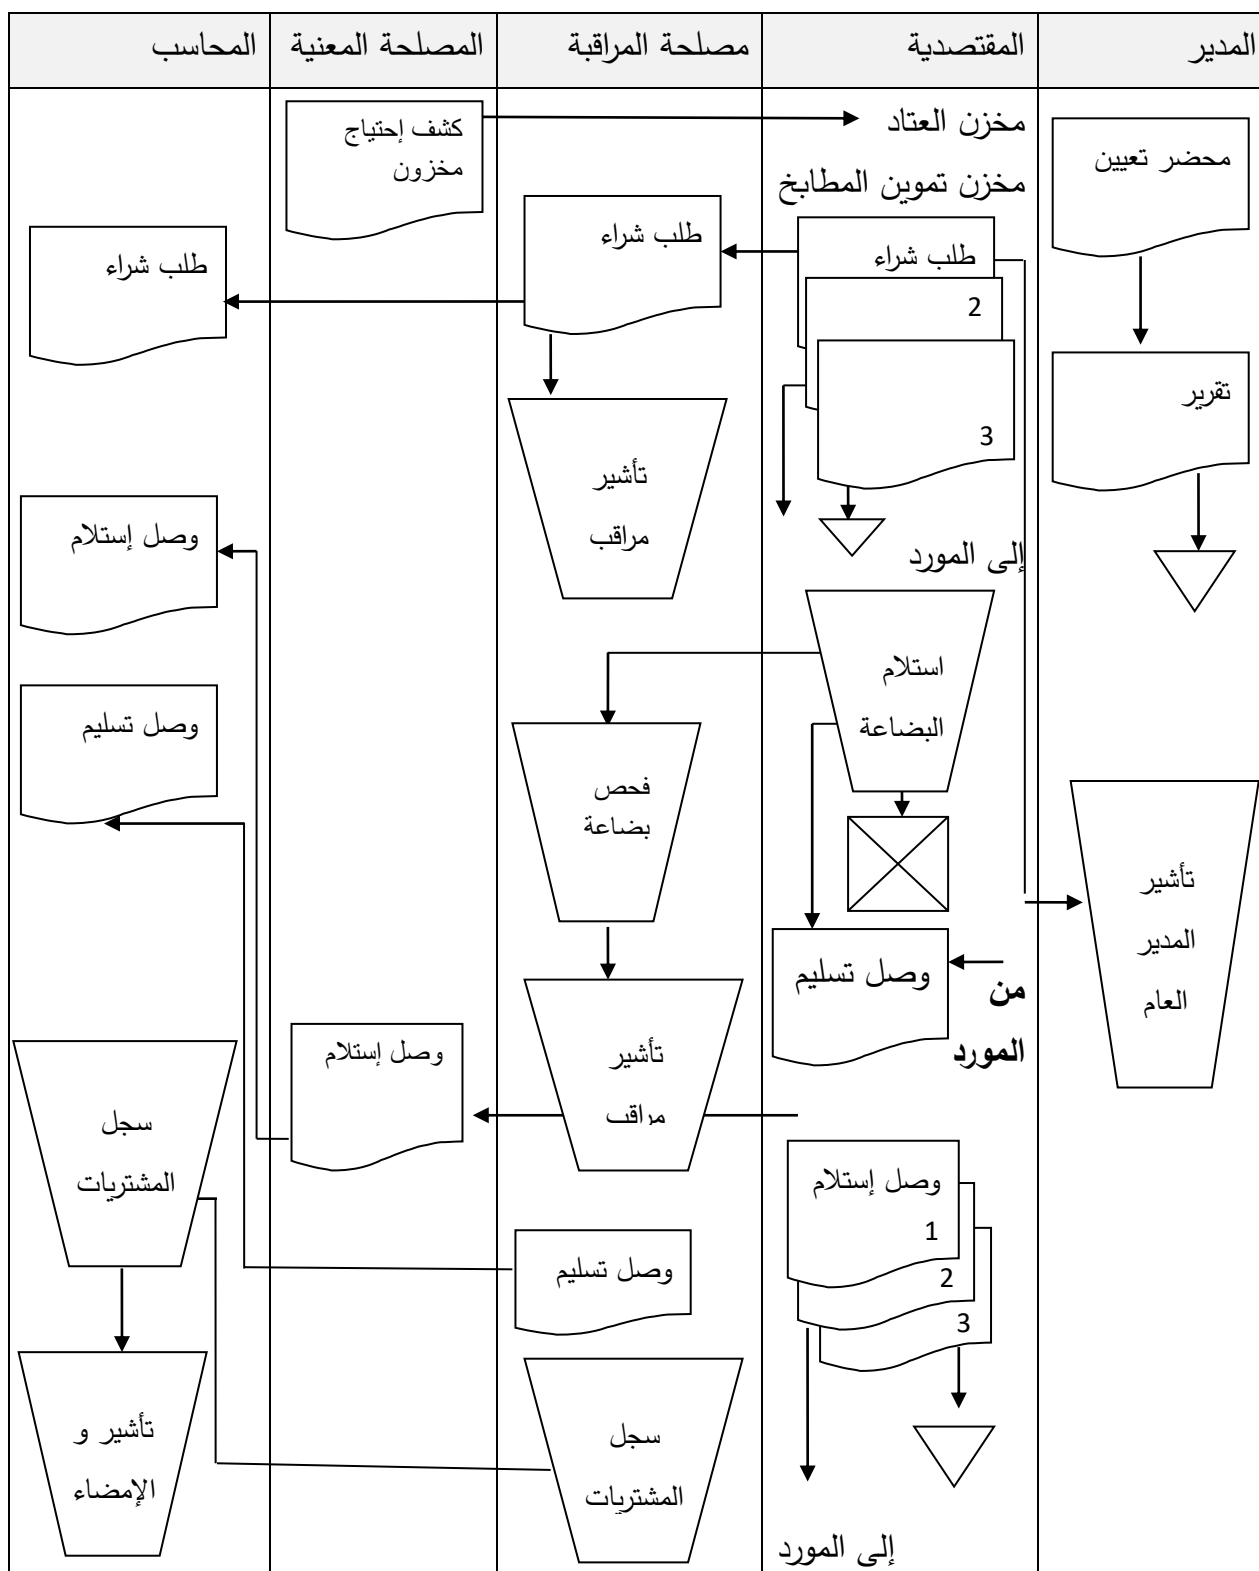 المدير
المقتصدية
مصلحة المراقبة
المصلحة المعنية
المحاسب
محضر تعيين
تقرير
تأشير
المدير
العام
مخزن العتاد
مخزن تموين المطابخ
طلب شراء
2
3
إلى المورد
استلام
البضاعة
وصل تسليم
من
المورد
وصل إستلام
1
2
3
إلى المورد
طلب شراء
تأشير
مراقب
فحص
بضاعة
تأشير
مراقب
وصل تسليم
سجل
المشتريات
كشف إحتياج
مخزون
وصل إستلام
طلب شراء
وصل إستلام
وصل تسليم
سجل
المشتريات
تأشير و
الإمضاء